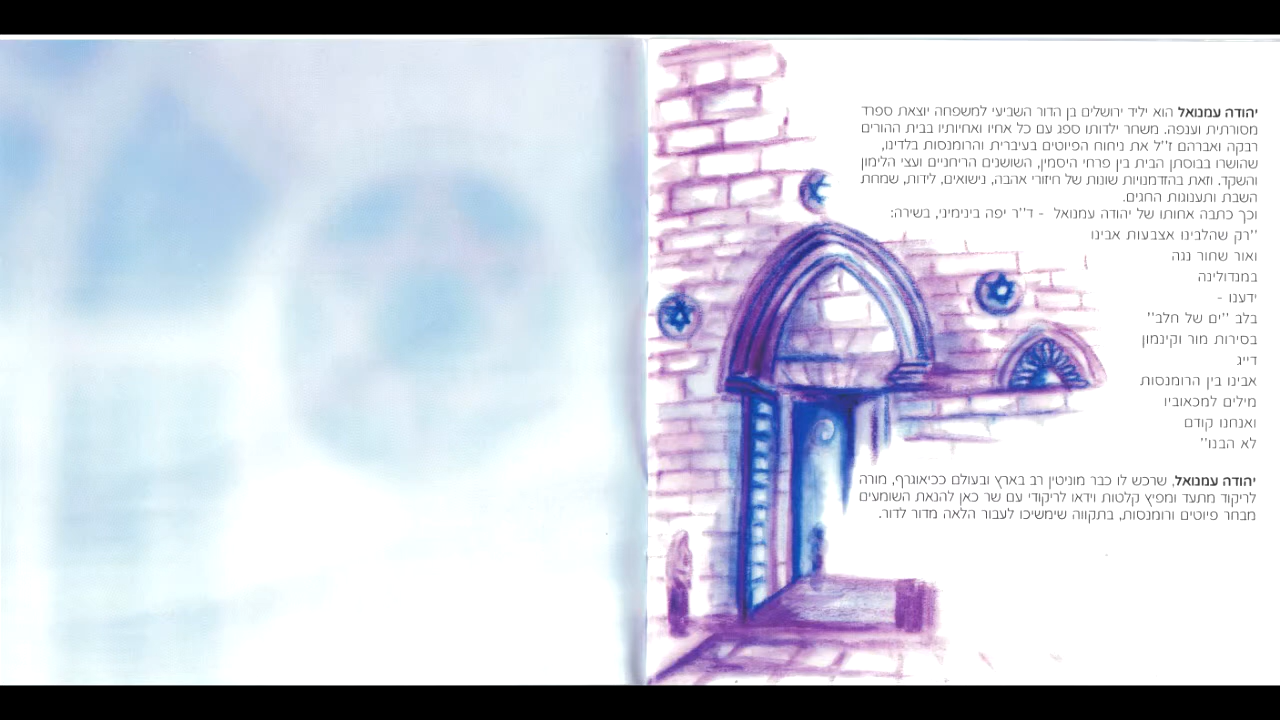 יהודה עמנואל הוא יליד ירושלים בן הדור השביעי למשפחה יוצאת ספרד
מסורתית וענפה. משחר ילדותו ספג עם כל אחיו ואחיותיו בבית ההורים
רבקה ואברהם ז''ל את ניחוח הפיוטים בעיברית והרומנסות בלדינו,
שהושרו בבוסתן הבית בין פרחי היסמין, השושנים הריחניים ועצי הלימון
והשקד. וזאת בהזדמנויות שונות של חיזורי אהבה, נישואים, לידות, שמחת
השבת ותענוגות החגים.
וכך כתבה אחותו של יהודה עמנואל - ד''ר יפה בינימיני, בשירה:
''רק שהלבינו אצבעות אבינו
ואור שחור נגה
במנדולינה
ידענו -
בלב ''ים של חלב''
בסירות מור וקינמון
דייג
אבינו בין הרומנסות
מילים למכאוביו
ואנחנו קודם
לא הבנו''
יהודה עמנואל, שרכש לו כבר מוניטין רב בארץ ובעולם ככיאוגרף, מורה
לריקוד מתעד ומפיץ קלטות וידאו לריקודי עם שר כאן להנאת השומעים
מבחר פיוטים ורומנסות, בתקווה שימשיכו לעבור הלאה מדור לדור.